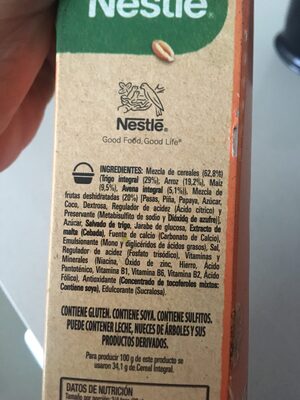 Nestlé
Nestlé®
Good Food, Good Life®
INGREDIENTES: Mezcla de cereales (62,8%)
(Trigo integral (29%), Arroz (19,2%), Maíz
(9,5%), Avena integral (5,1%)), Mezcla de
frutas deshidratadas (20%) [Pasas, Piña, Papaya, Azúcar,
Coco, Dextrosa, Regulador de acidez (Ácido cítrico) y
Preservante (Metabisulfito de sodio y Dióxido de azufre)],
Azúcar, Salvado de trigo, Jarabe de glucosa, Extracto de
malta (Cebada), Fuente de calcio (Carbonato de Calcio),
Emulsionante (Mono y diglicéridos de ácidos grasos), Sal,
Regulador de acidez (Fosfato trisódico), Vitaminas y
Minerales (Niacina, Óxido de zinc, Hierro, Ácido
Pantoténico, Vitamina B1, Vitamina B6, Vitamina B2, Ácido
Fólico), Antioxidante (Concentrado de tocoferoles mixtos:
Contiene soya), Edulcorante (Sucralosa).
CONTIENE GLUTEN. CONTIENE SOYA. CONTIENE SULFITOS.
PUEDE CONTENER LECHE, NUECES DE ÁRBOLES Y SUS
PRODUCTOS DERIVADOS.
Para producir 100 g de este producto se
usaron 34,1 g de Cereal Integral.
DATOS DE NUTRICIÓN